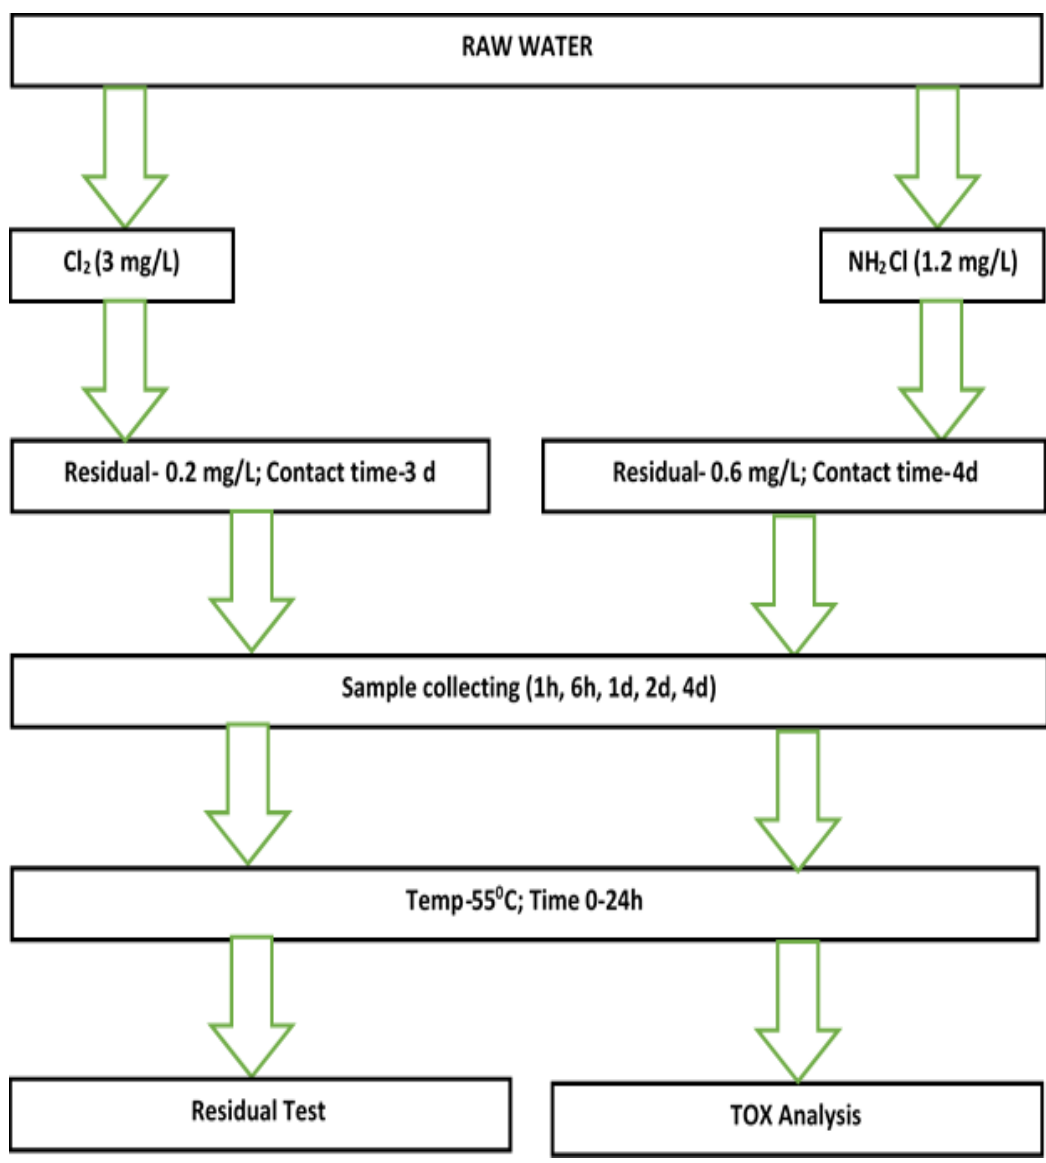 RAW WATER
Cl₂ (3 mg/L)
NH₂Cl (1.2 mg/L)
Residual- 0.2 mg/L; Contact time-3 d
Residual- 0.6 mg/L; Contact time-4d
Sample collecting (1h, 6h, 1d, 2d, 4d)
Temp-55⁰C; Time 0-24h
Residual Test
TOX Analysis